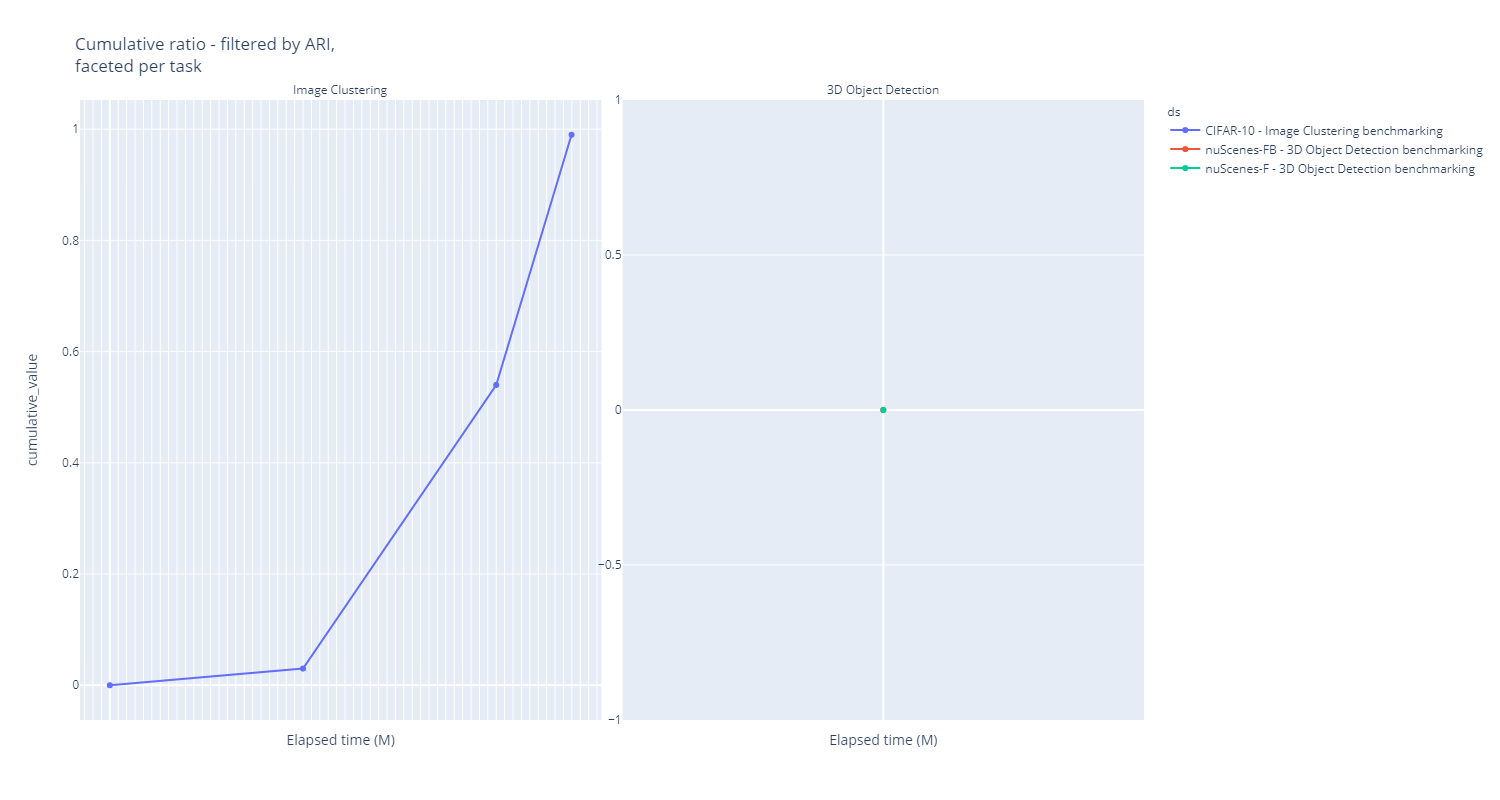 Cumulative ratio - filtered by ARI,
faceted per task
Image Clustering
3D Object Detection
ds
CIFAR-10 - Image Clustering benchmarking
nuScenes-FB - 3D Object Detection benchmarking
nuScenes-F - 3D Object Detection benchmarking
cumulative_value
1
0.8
0.6
0.4
0.2
0
1
0.5
0
−0.5
−1
Elapsed time (M)
Elapsed time (M)